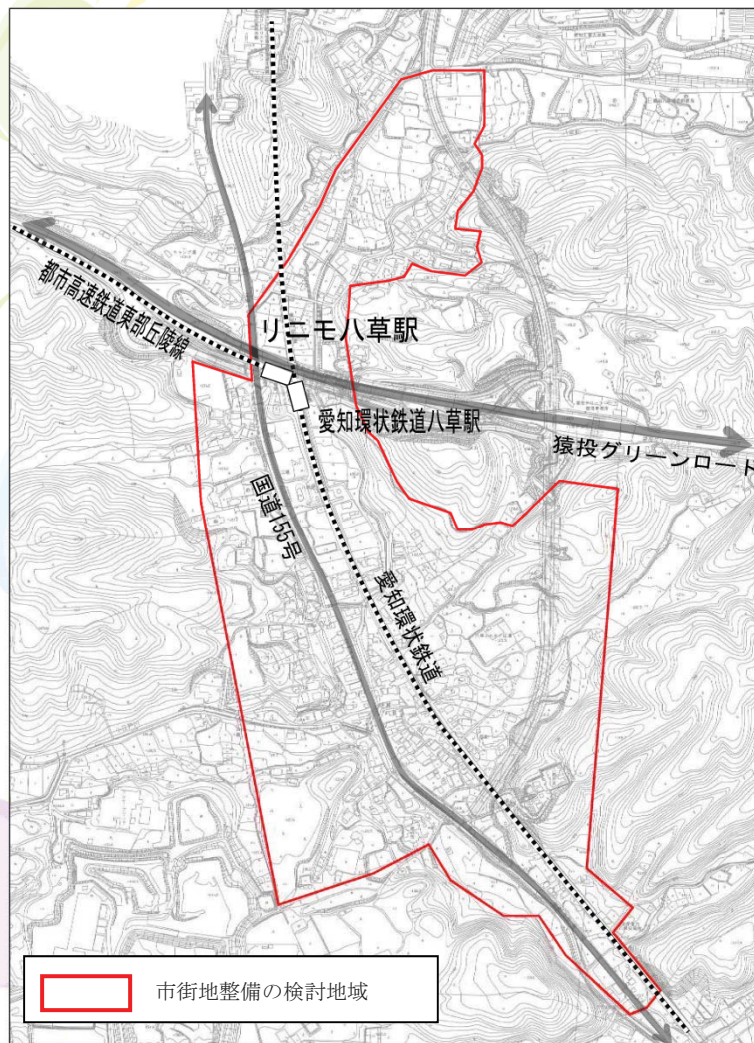 都市高速鉄道東部丘陵線
リニモ八草駅
愛知環状鉄道八草駅
猿投グリーンロード
国道155号
愛知環状鉄道
市街地整備の検討地域